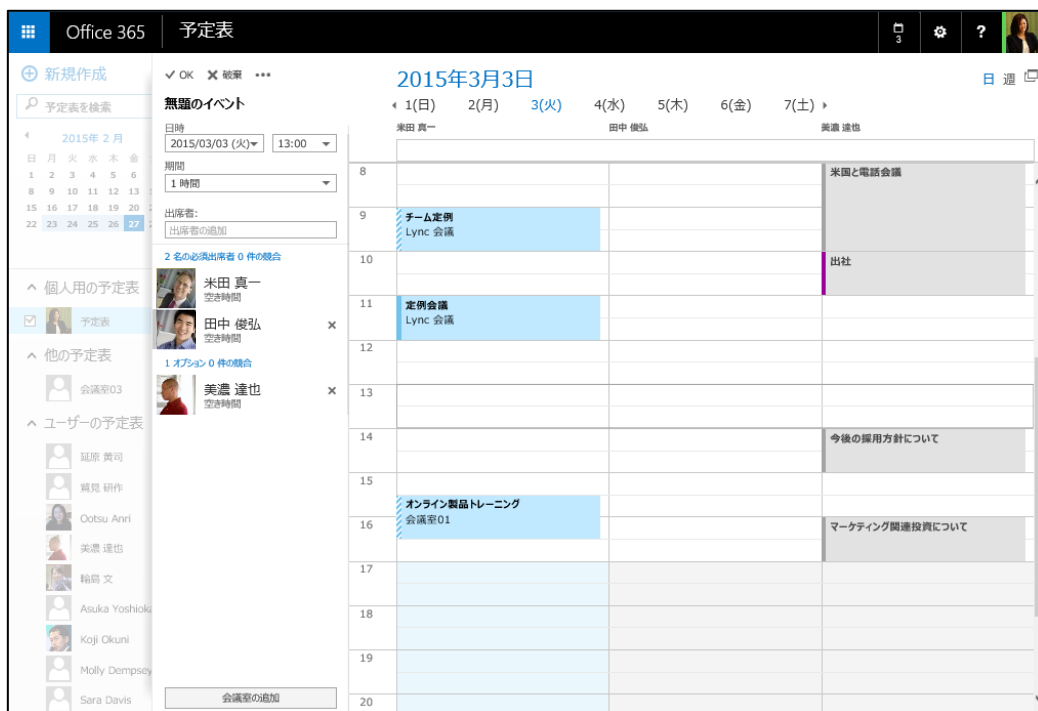 Office 365
予定表
3
?
新規作成
予定表を検索
2015年 2 月
日 月 火 水 木 金
1 2 3 4 5 6
8 9 10 11 12 13
15 16 17 18 19 20
22 23 24 25 26 27
個人用の予定表
予定表
他の予定表
会議室03
ユーザーの予定表
延原 黄司
鷲見 研作
Ootsu Anri
美濃 達也
輪島 文
Asuka Yoshioka
Koji Okuni
Molly Dempsey
Sara Davis
OK 破棄 •••
無題のイベント
日時
2015/03/03 (火) 13:00
期間
1 時間
出席者:
出席者の追加
2 名の必須出席者 0 件の競合
米田 真一
空き時間
田中 俊弘
空き時間
1 オプション 0 件の競合
美濃 達也
空き時間
会議室の追加
2015年3月3日
日 週
1(日) 2(月) 3(火) 4(水) 5(木) 6(金) 7(土)
米田 真一 田中 俊弘 美濃 達也
8
米国と電話会議
9
チーム定例
Lync 会議
10
出社
11
定例会議
Lync 会議
12
13
14
今後の採用方針について
15
オンライン製品トレーニング
会議室01
16
マーケティング関連投資について
17
18
19
20